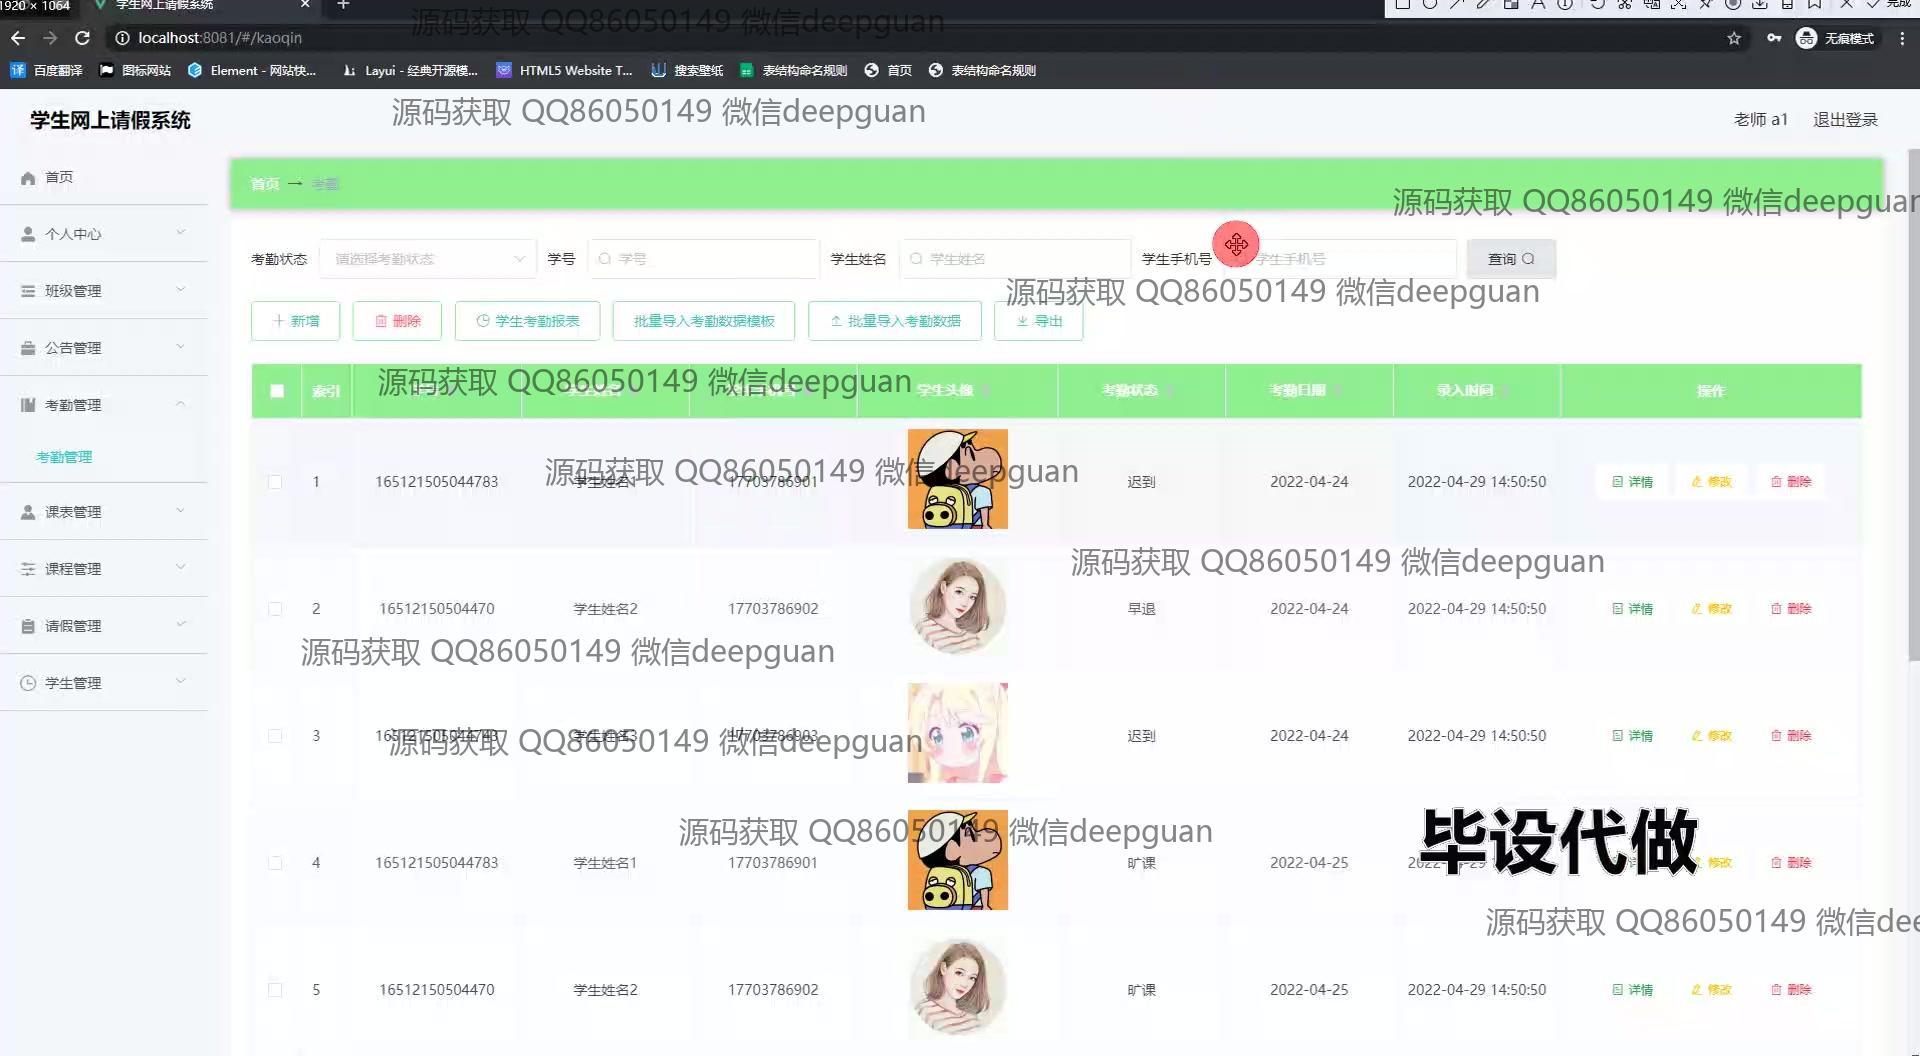 1920 × 1064
学生网上请假系统
完成
localhost:8081/#/kaoqin
无痕模式
百度翻译 图标网站 Element - 网站快... Layui - 经典开源模... HTML5 Website T... 搜索壁纸 表结构命名规则 首页 表结构命名规则
源码获取 QQ86050149 微信deepguan
学生网上请假系统
源码获取 QQ86050149 微信deepguan
老师 a1 退出登录
首页
个人中心
班级管理
公告管理
考勤管理
考勤管理
课表管理
课程管理
请假管理
学生管理
首页 → 考勤
源码获取 QQ86050149 微信deepguan
考勤状态 请选择考勤状态 学号 学号 学生姓名 学生姓名 学生手机号 学生手机号 查询
源码获取 QQ86050149 微信deepguan
新增 删除 学生考勤报表 批量导入考勤数据模板 批量导入考勤数据 导出
索引 学生头像 考勤状态 考勤日期 录入时间 操作
源码获取 QQ86050149 微信deepguan
1 165121505044783 学生姓名1 17703786901 迟到 2022-04-24 2022-04-29 14:50:50 详情 修改 删除
源码获取 QQ86050149 微信deepguan
源码获取 QQ86050149 微信deepguan
2 16512150504470 学生姓名2 17703786902 早退 2022-04-24 2022-04-29 14:50:50 详情 修改 删除
源码获取 QQ86050149 微信deepguan
3 学生姓名3 17703786903 迟到 2022-04-24 2022-04-29 14:50:50 详情 修改 删除
源码获取 QQ86050149 微信deepguan
源码获取 QQ86050149 微信deepguan
4 165121505044783 学生姓名1 17703786901 旷课 2022-04-25 修改 删除
毕设代做
源码获取 QQ86050149 微信dee
5 16512150504470 学生姓名2 17703786902 旷课 2022-04-25 2022-04-29 14:50:50 详情 修改 删除